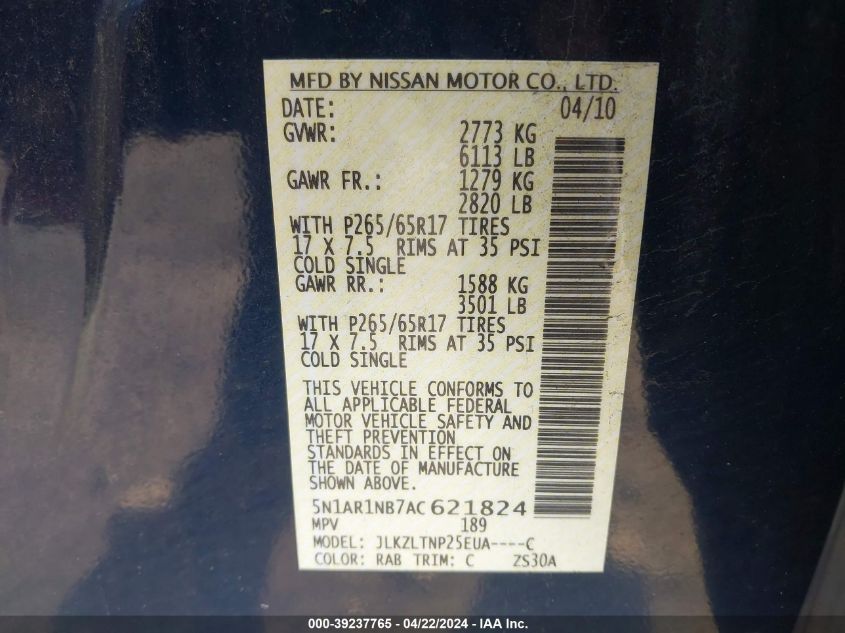 MFD BY NISSAN MOTOR CO., LTD.
DATE: 04/10
GVWR: 2773 KG
6113 LB
GAWR FR.: 1279 KG
2820 LB
WITH P265/65R17 TIRES
17 X 7.5 RIMS AT 35 PSI
COLD SINGLE
GAWR RR.: 1588 KG
3501 LB
WITH P265/65R17 TIRES
17 X 7.5 RIMS AT 35 PSI
COLD SINGLE
THIS VEHICLE CONFORMS TO
ALL APPLICABLE FEDERAL
MOTOR VEHICLE SAFETY AND
THEFT PREVENTION
STANDARDS IN EFFECT ON
THE DATE OF MANUFACTURE
SHOWN ABOVE.
5N1AR1NB7AC621824
MPV 189
MODEL: JLKZLTNP25EUA----C
COLOR: RAB TRIM: C ZS30A
000-39237765 - 04/22/2024 - IAA Inc.